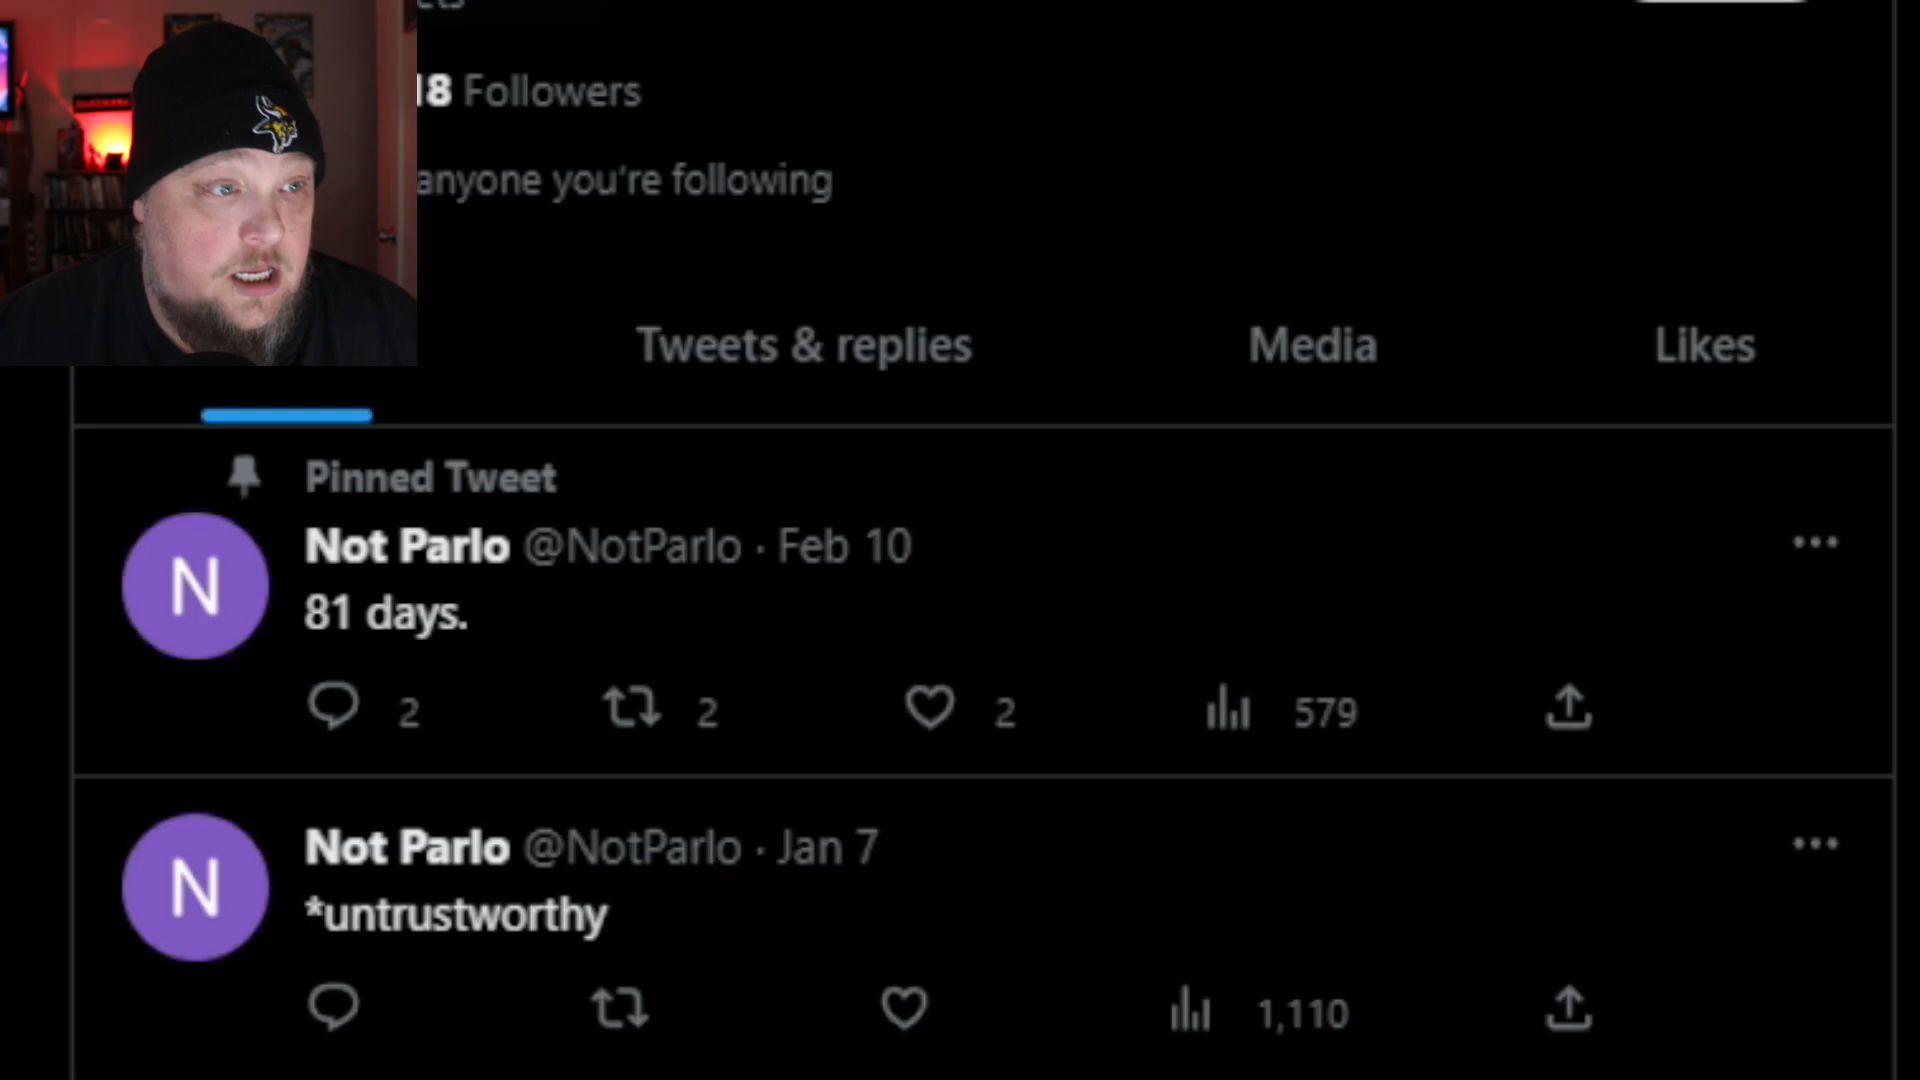 18 Followers
anyone you're following
Tweets & replies
Media
Likes
Pinned Tweet
Not Parlo @NotParlo · Feb 10
81 days.
2
2
2
579
N
Not Parlo @NotParlo · Jan 7
*untrustworthy
1,110
N